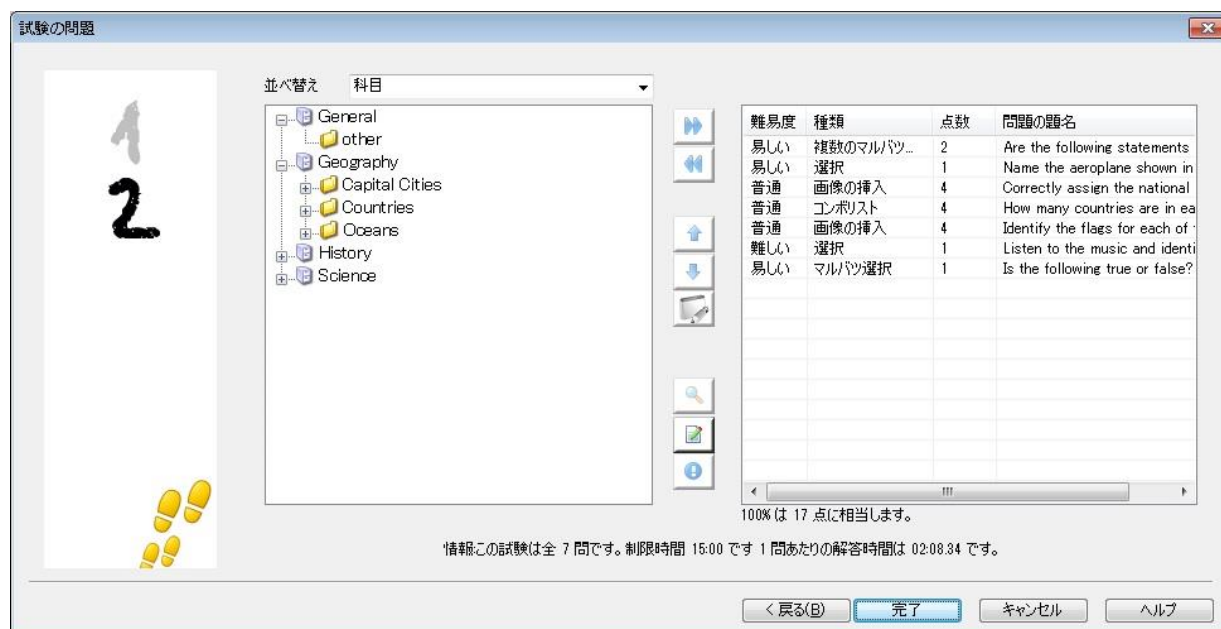 試験の問題
並べ替え 科目
General
other
Geography
Capital Cities
Countries
Oceans
History
Science
難易度 種類 点数 問題の題名
易しい 複数のマルバツ... 2 Are the following statements
易しい 選択 1 Name the aeroplane shown in
普通 画像の挿入 4 Correctly assign the national
普通 コンボリスト 4 How many countries are in ea
普通 画像の挿入 4 Identify the flags for each of
難しい 選択 1 Listen to the music and identi
易しい マルバツ選択 1 Is the following true or false?
100% は 17 点に相当します。
情報:この試験は全 7 問です。制限時間 15:00 です 1 問あたりの解答時間は 02:08.34 です。
1
2
< 戻る(B) 完了 キャンセル ヘルプ